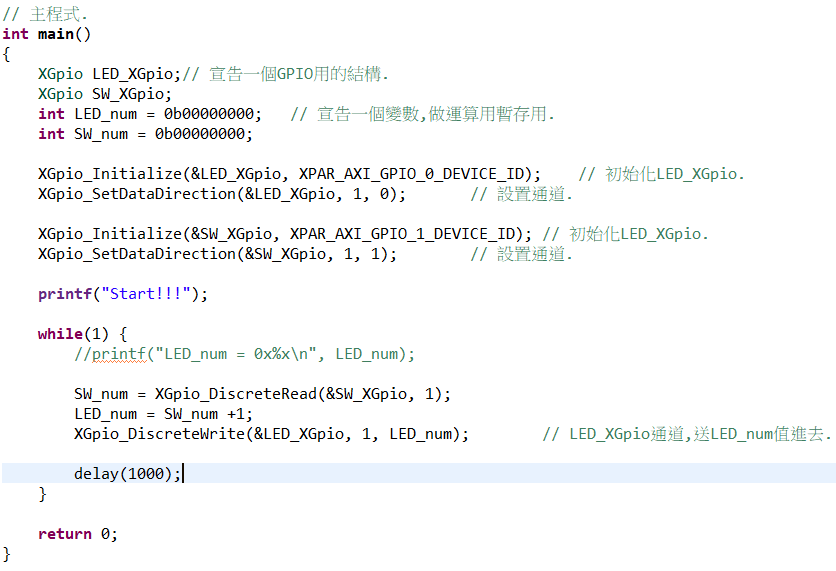 // 主程式.
int main()
{
    XGpio LED_XGpio;// 宣告一個GPIO用的結構.
    XGpio SW_XGpio;
    int LED_num = 0b00000000;   // 宣告一個變數,做運算用暫存用.
    int SW_num = 0b00000000;

    XGpio_Initialize(&LED_XGpio, XPAR_AXI_GPIO_0_DEVICE_ID);    // 初始化LED_XGpio.
    XGpio_SetDataDirection(&LED_XGpio, 1, 0);       // 設置通道.

    XGpio_Initialize(&SW_XGpio, XPAR_AXI_GPIO_1_DEVICE_ID); // 初始化LED_XGpio.
    XGpio_SetDataDirection(&SW_XGpio, 1, 1);        // 設置通道.

    printf("Start!!!");

    while(1) {
        //printf("LED_num = 0x%x\n", LED_num);

        SW_num = XGpio_DiscreteRead(&SW_XGpio, 1);
        LED_num = SW_num +1;
        XGpio_DiscreteWrite(&LED_XGpio, 1, LED_num);        // LED_XGpio通道,送LED_num值進去.

        delay(1000);
    }

    return 0;
}